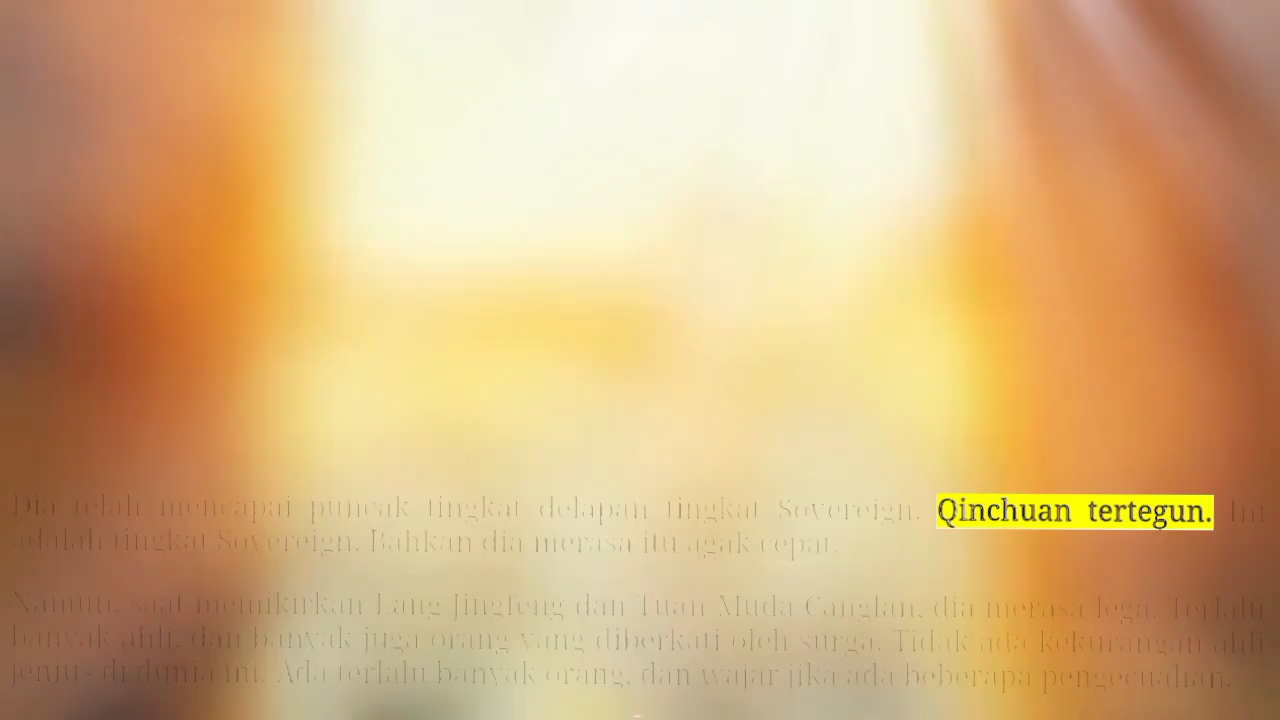 Dia telah mencapai puncak tingkat delapan tingkat Sovereign. Qinchuan tertegun. Itu
adalah tingkat Sovereign. Bahkan dia merasa itu agak cepat.
Namun, saat memikirkan Lang Jingfeng dan Tuan Muda Canglan, dia merasa lega. Terlalu
banyak ahli, dan banyak juga orang yang diberkati oleh surga. Tidak ada kekurangan ahli
jenius di dunia ini. Ada terlalu banyak orang, dan wajar jika ada beberapa pengecualian.